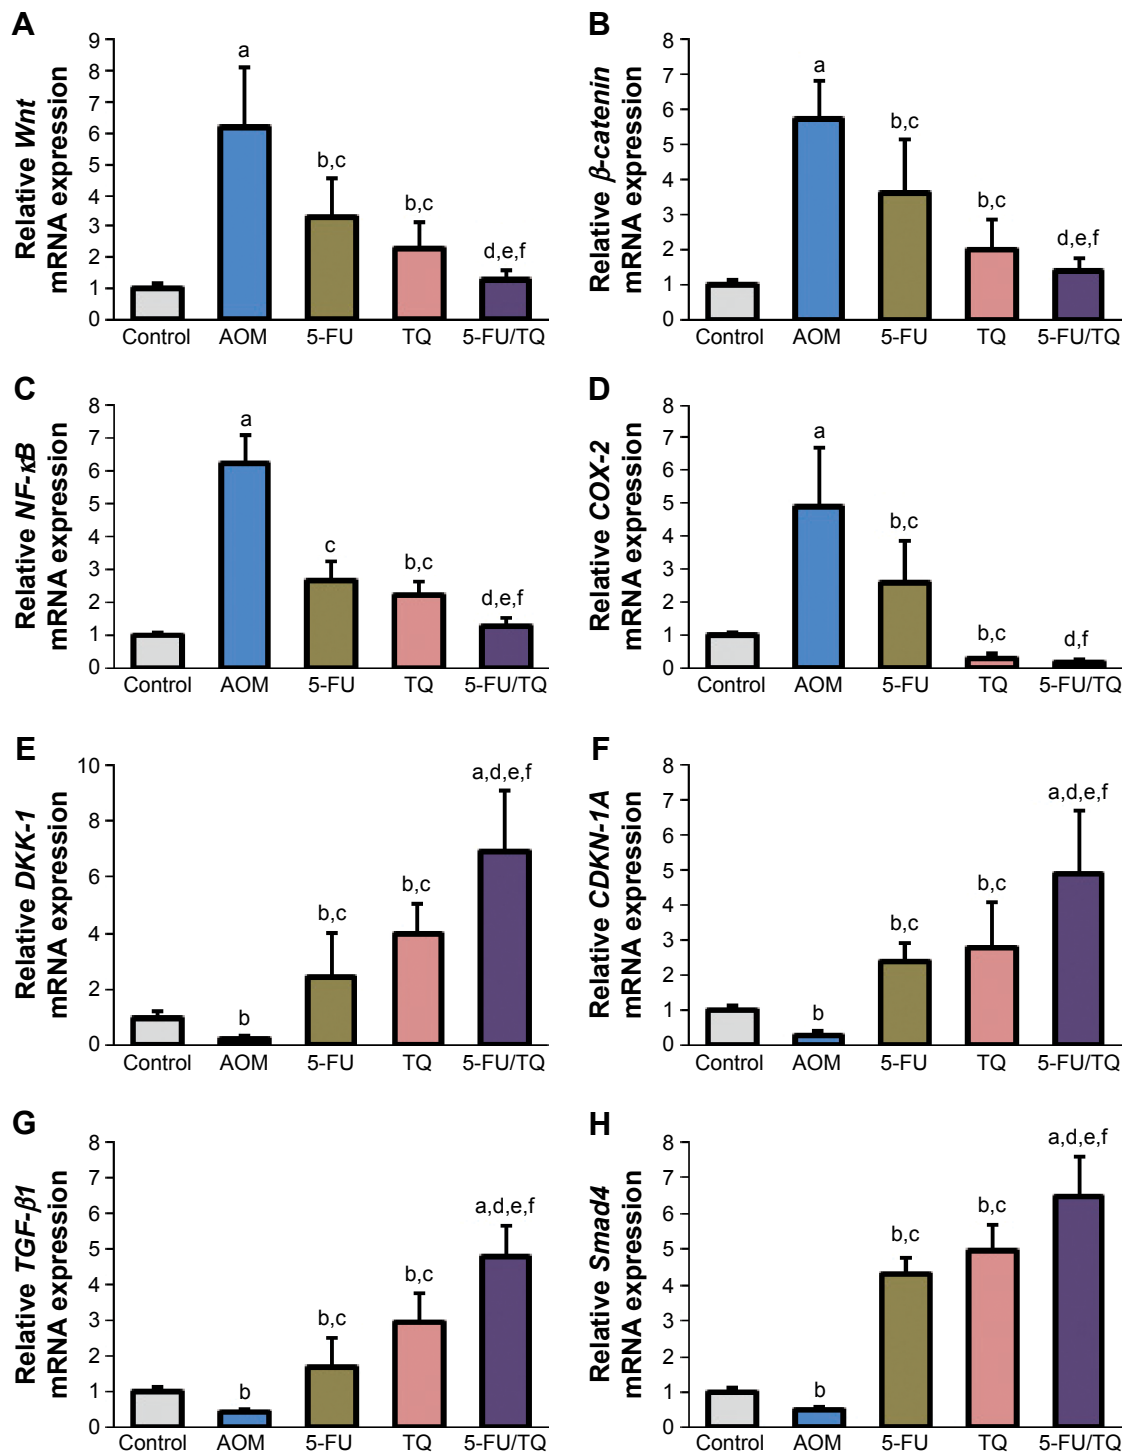 A
Relative Wnt
mRNA expression
9
8
7
6
5
4
3
2
1
0
a
b,c
b,c
d,e,f
Control AOM 5-FU TQ 5-FU/TQ
B
Relative β-catenin
mRNA expression
8
7
6
5
4
3
2
1
0
a
b,c
b,c
d,e,f
Control AOM 5-FU TQ 5-FU/TQ
C
Relative NF-κB
mRNA expression
8
7
6
5
4
3
2
1
0
a
c
b,c
d,e,f
Control AOM 5-FU TQ 5-FU/TQ
D
Relative COX-2
mRNA expression
8
7
6
5
4
3
2
1
0
a
b,c
b,c
d,f
Control AOM 5-FU TQ 5-FU/TQ
E
Relative DKK-1
mRNA expression
10
8
6
4
2
0
b
b,c
b,c
a,d,e,f
Control AOM 5-FU TQ 5-FU/TQ
F
Relative CDKN-1A
mRNA expression
8
7
6
5
4
3
2
1
0
b
b,c
b,c
a,d,e,f
Control AOM 5-FU TQ 5-FU/TQ
G
Relative TGF-β1
mRNA expression
8
7
6
5
4
3
2
1
0
b
b,c
b,c
a,d,e,f
Control AOM 5-FU TQ 5-FU/TQ
H
Relative Smad4
mRNA expression
8
7
6
5
4
3
2
1
0
b
b,c
b,c
a,d,e,f
Control AOM 5-FU TQ 5-FU/TQ